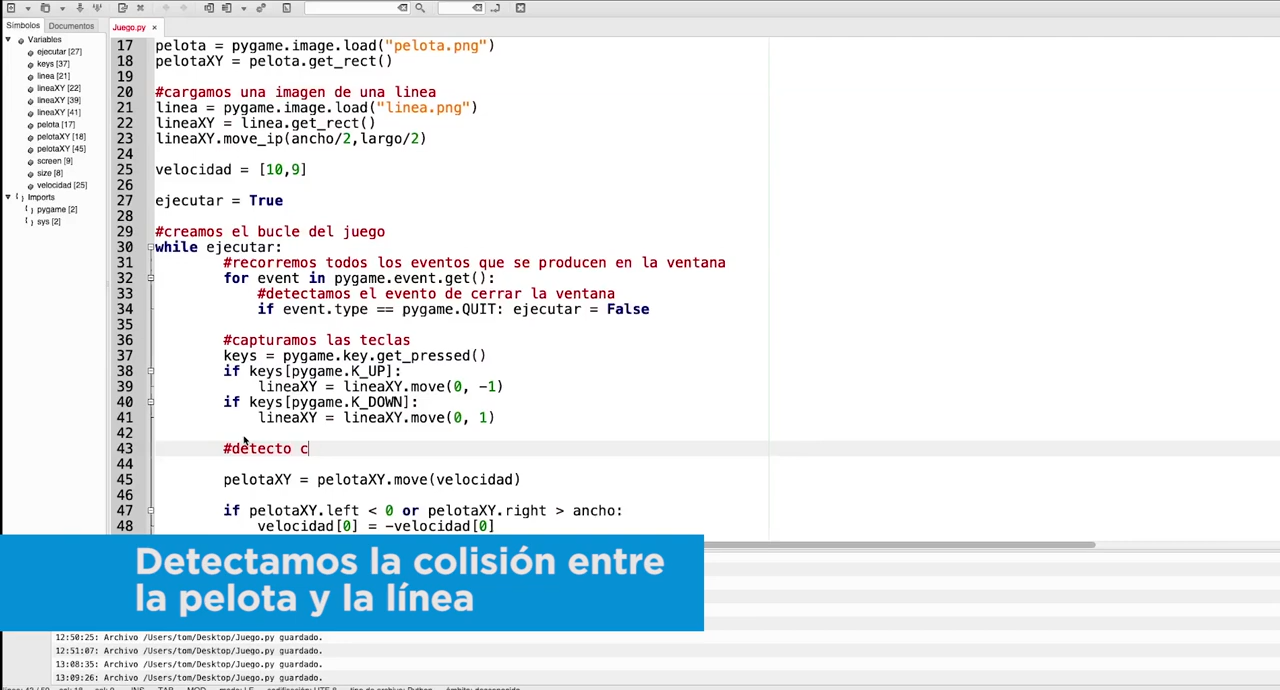 Símbolos Documentos
Juego.py ×
Variables
ejecutar [27]
keys [37]
linea [21]
lineaXY [22]
lineaXY [39]
lineaXY [41]
pelota [17]
pelotaXY [18]
pelotaXY [45]
screen [9]
size [8]
velocidad [25]
Imports
pygame [2]
sys [2]
17 pelota = pygame.image.load("pelota.png")
18 pelotaXY = pelota.get_rect()
19
20 #cargamos una imagen de una linea
21 linea = pygame.image.load("linea.png")
22 lineaXY = linea.get_rect()
23 lineaXY.move_ip(ancho/2,largo/2)
24
25 velocidad = [10,9]
26
27 ejecutar = True
28
29 #creamos el bucle del juego
30 while ejecutar:
31 #recorremos todos los eventos que se producen en la ventana
32 for event in pygame.event.get():
33 #detectamos el evento de cerrar la ventana
34 if event.type == pygame.QUIT: ejecutar = False
35
36 #capturamos las teclas
37 keys = pygame.key.get_pressed()
38 if keys[pygame.K_UP]:
39 lineaXY = lineaXY.move(0, -1)
40 if keys[pygame.K_DOWN]:
41 lineaXY = lineaXY.move(0, 1)
42
43 #detecto c
44
45 pelotaXY = pelotaXY.move(velocidad)
46
47 if pelotaXY.left < 0 or pelotaXY.right > ancho:
48 velocidad[0] = -velocidad[0]
Detectamos la colisión entre
la pelota y la línea
12:50:25: Archivo /Users/tom/Desktop/Juego.py guardado.
12:51:07: Archivo /Users/tom/Desktop/Juego.py guardado.
13:08:35: Archivo /Users/tom/Desktop/Juego.py guardado.
13:09:26: Archivo /Users/tom/Desktop/Juego.py guardado.